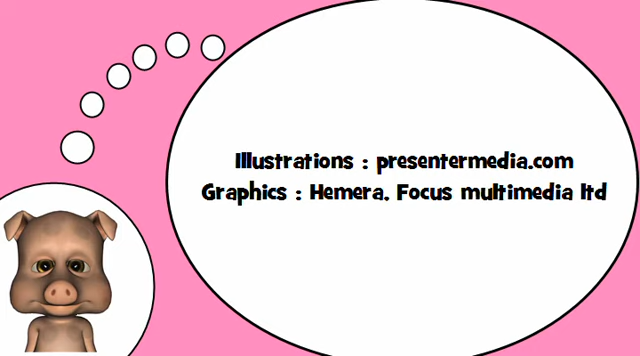 Illustrations : presentermedia.com
Graphics : Hemera. Focus multimedia ltd